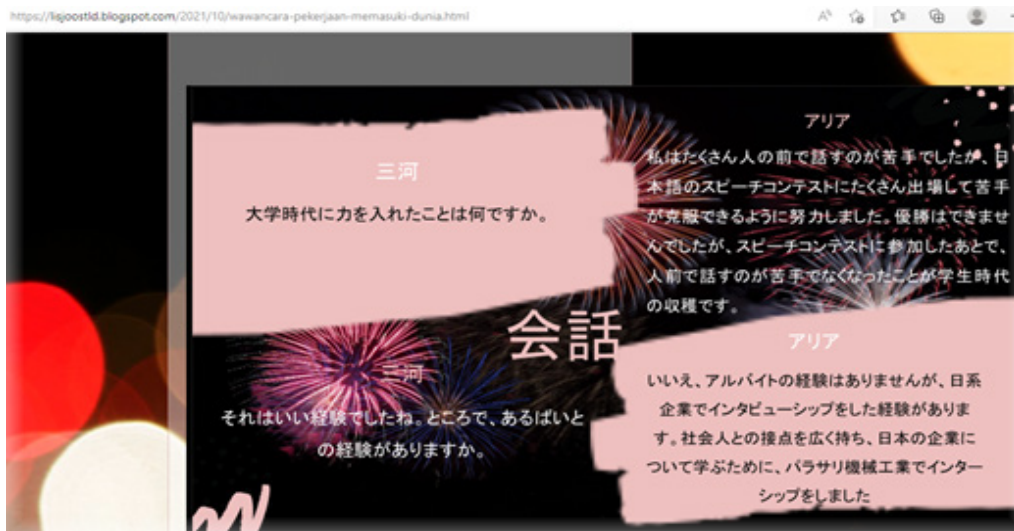 https://lisjoostld.blogspot.com/2021/10/wawancara-pekerjaan-memasuki-dunia.html
三河
大学時代に力を入れたことは何ですか。
アリア
私はたくさん人の前で話すのが苦手でしたが、日
本語のスピーチコンテストにたくさん出場して苦手
が克服できるように努力しました。優勝はできませ
んでしたが、スピーチコンテストに参加したあとで、
人前で話すのが苦手でなくなったことが学生時代
の収穫です。
会話
三河
それはいい経験でしたね。ところで、あるばいと
の経験がありますか。
アリア
いいえ、アルバイトの経験はありませんが、日系
企業でインタビューシップをした経験がありま
す。社会人との接点を広く持ち、日本の企業に
ついて学ぶために、パラサリ機械工業でインター
シップをしました